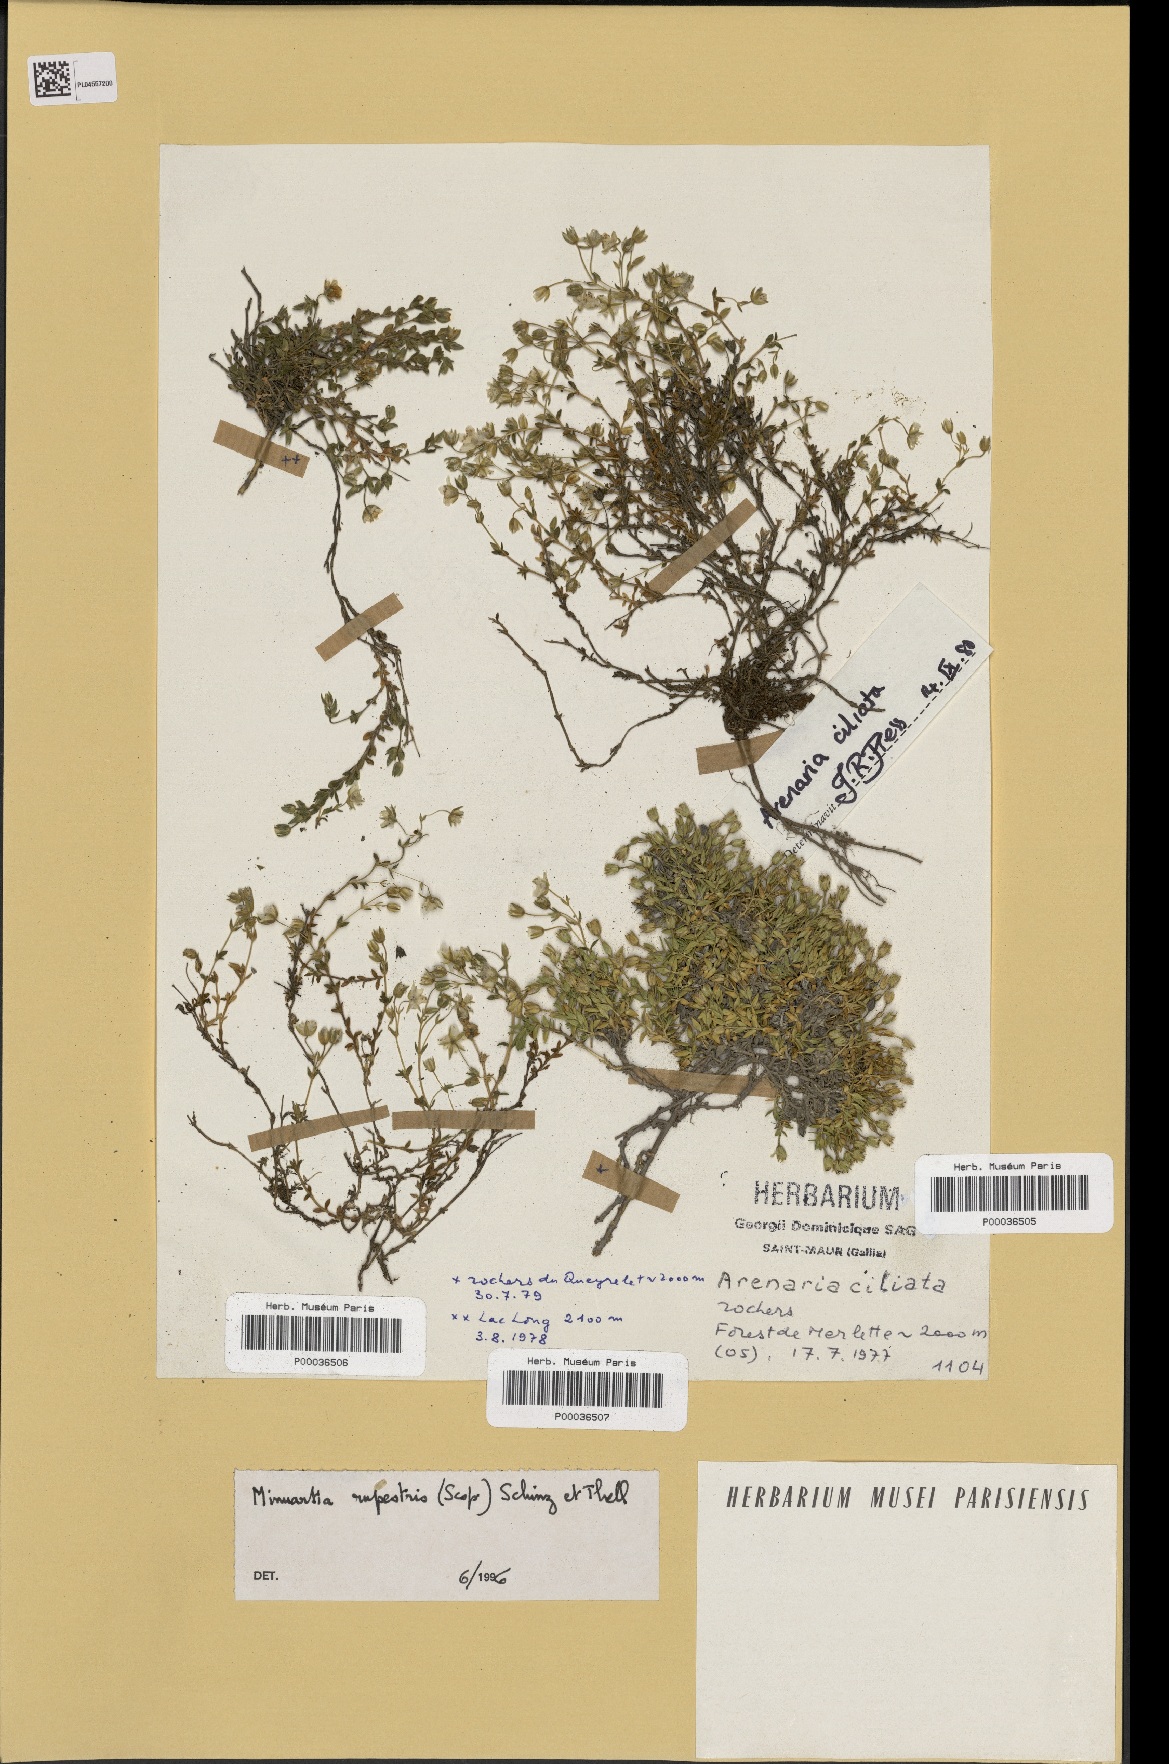 PL04557200
++
Arenaria ciliata
J.R.Press IX.80
Determinavit
+
HERBARIUM
Georgii Dominicique SAG
SAINT-MAUR (Gallia)
Herb. Muséum Paris
P00036505
Arenaria ciliata
rochers
Forest de Merlette ~ 2000 m
(05), 17.7.1977
1104
+ rochers du Queyrelet ~ 2000 m
30.7.79
×× Lac Long 2100 m
3.8.1978
Herb. Muséum Paris
P00036506
Herb. Muséum Paris
P00036507
Minuartia rupestris (Scop) Schinz et Thell
DET. 6/1996
HERBARIUM MUSEI PARISIENSIS